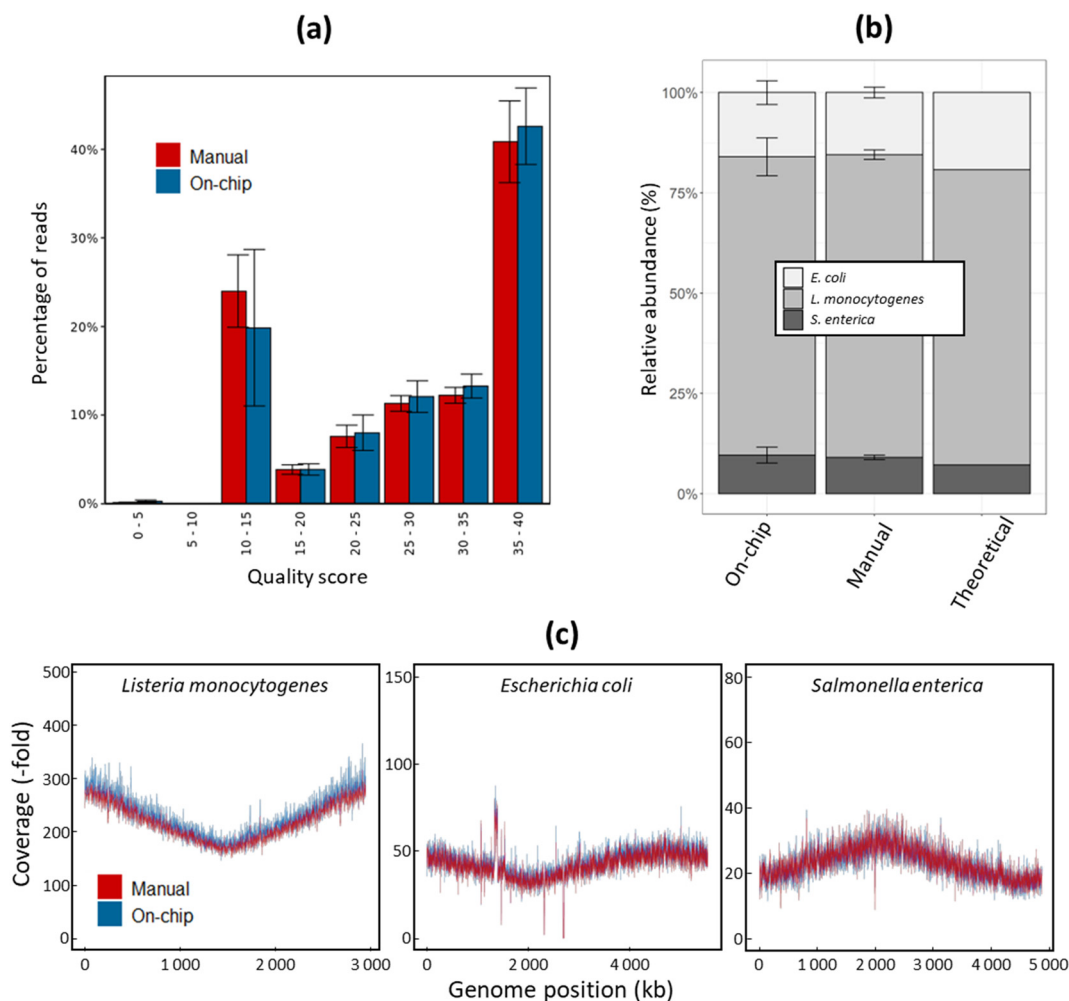 (a)
Percentage of reads
40%
30%
20%
10%
0%
Manual
On-chip
0 - 5
5 - 10
10 - 15
15 - 20
20 - 25
25 - 30
30 - 35
35 - 40
Quality score
(b)
Relative abundance (%)
100%
75%
50%
25%
0%
E. coli
L. monocytogenes
S. enterica
On-chip
Manual
Theoretical
(c)
Coverage (-fold)
Listeria monocytogenes
500
400
300
200
100
0
Manual
On-chip
0
1 000
2 000
3 000
Escherichia coli
150
100
50
0
0
2 000
4 000
Salmonella enterica
80
60
40
20
0
0
1 000
2 000
3 000
4 000
5 000
Genome position (kb)